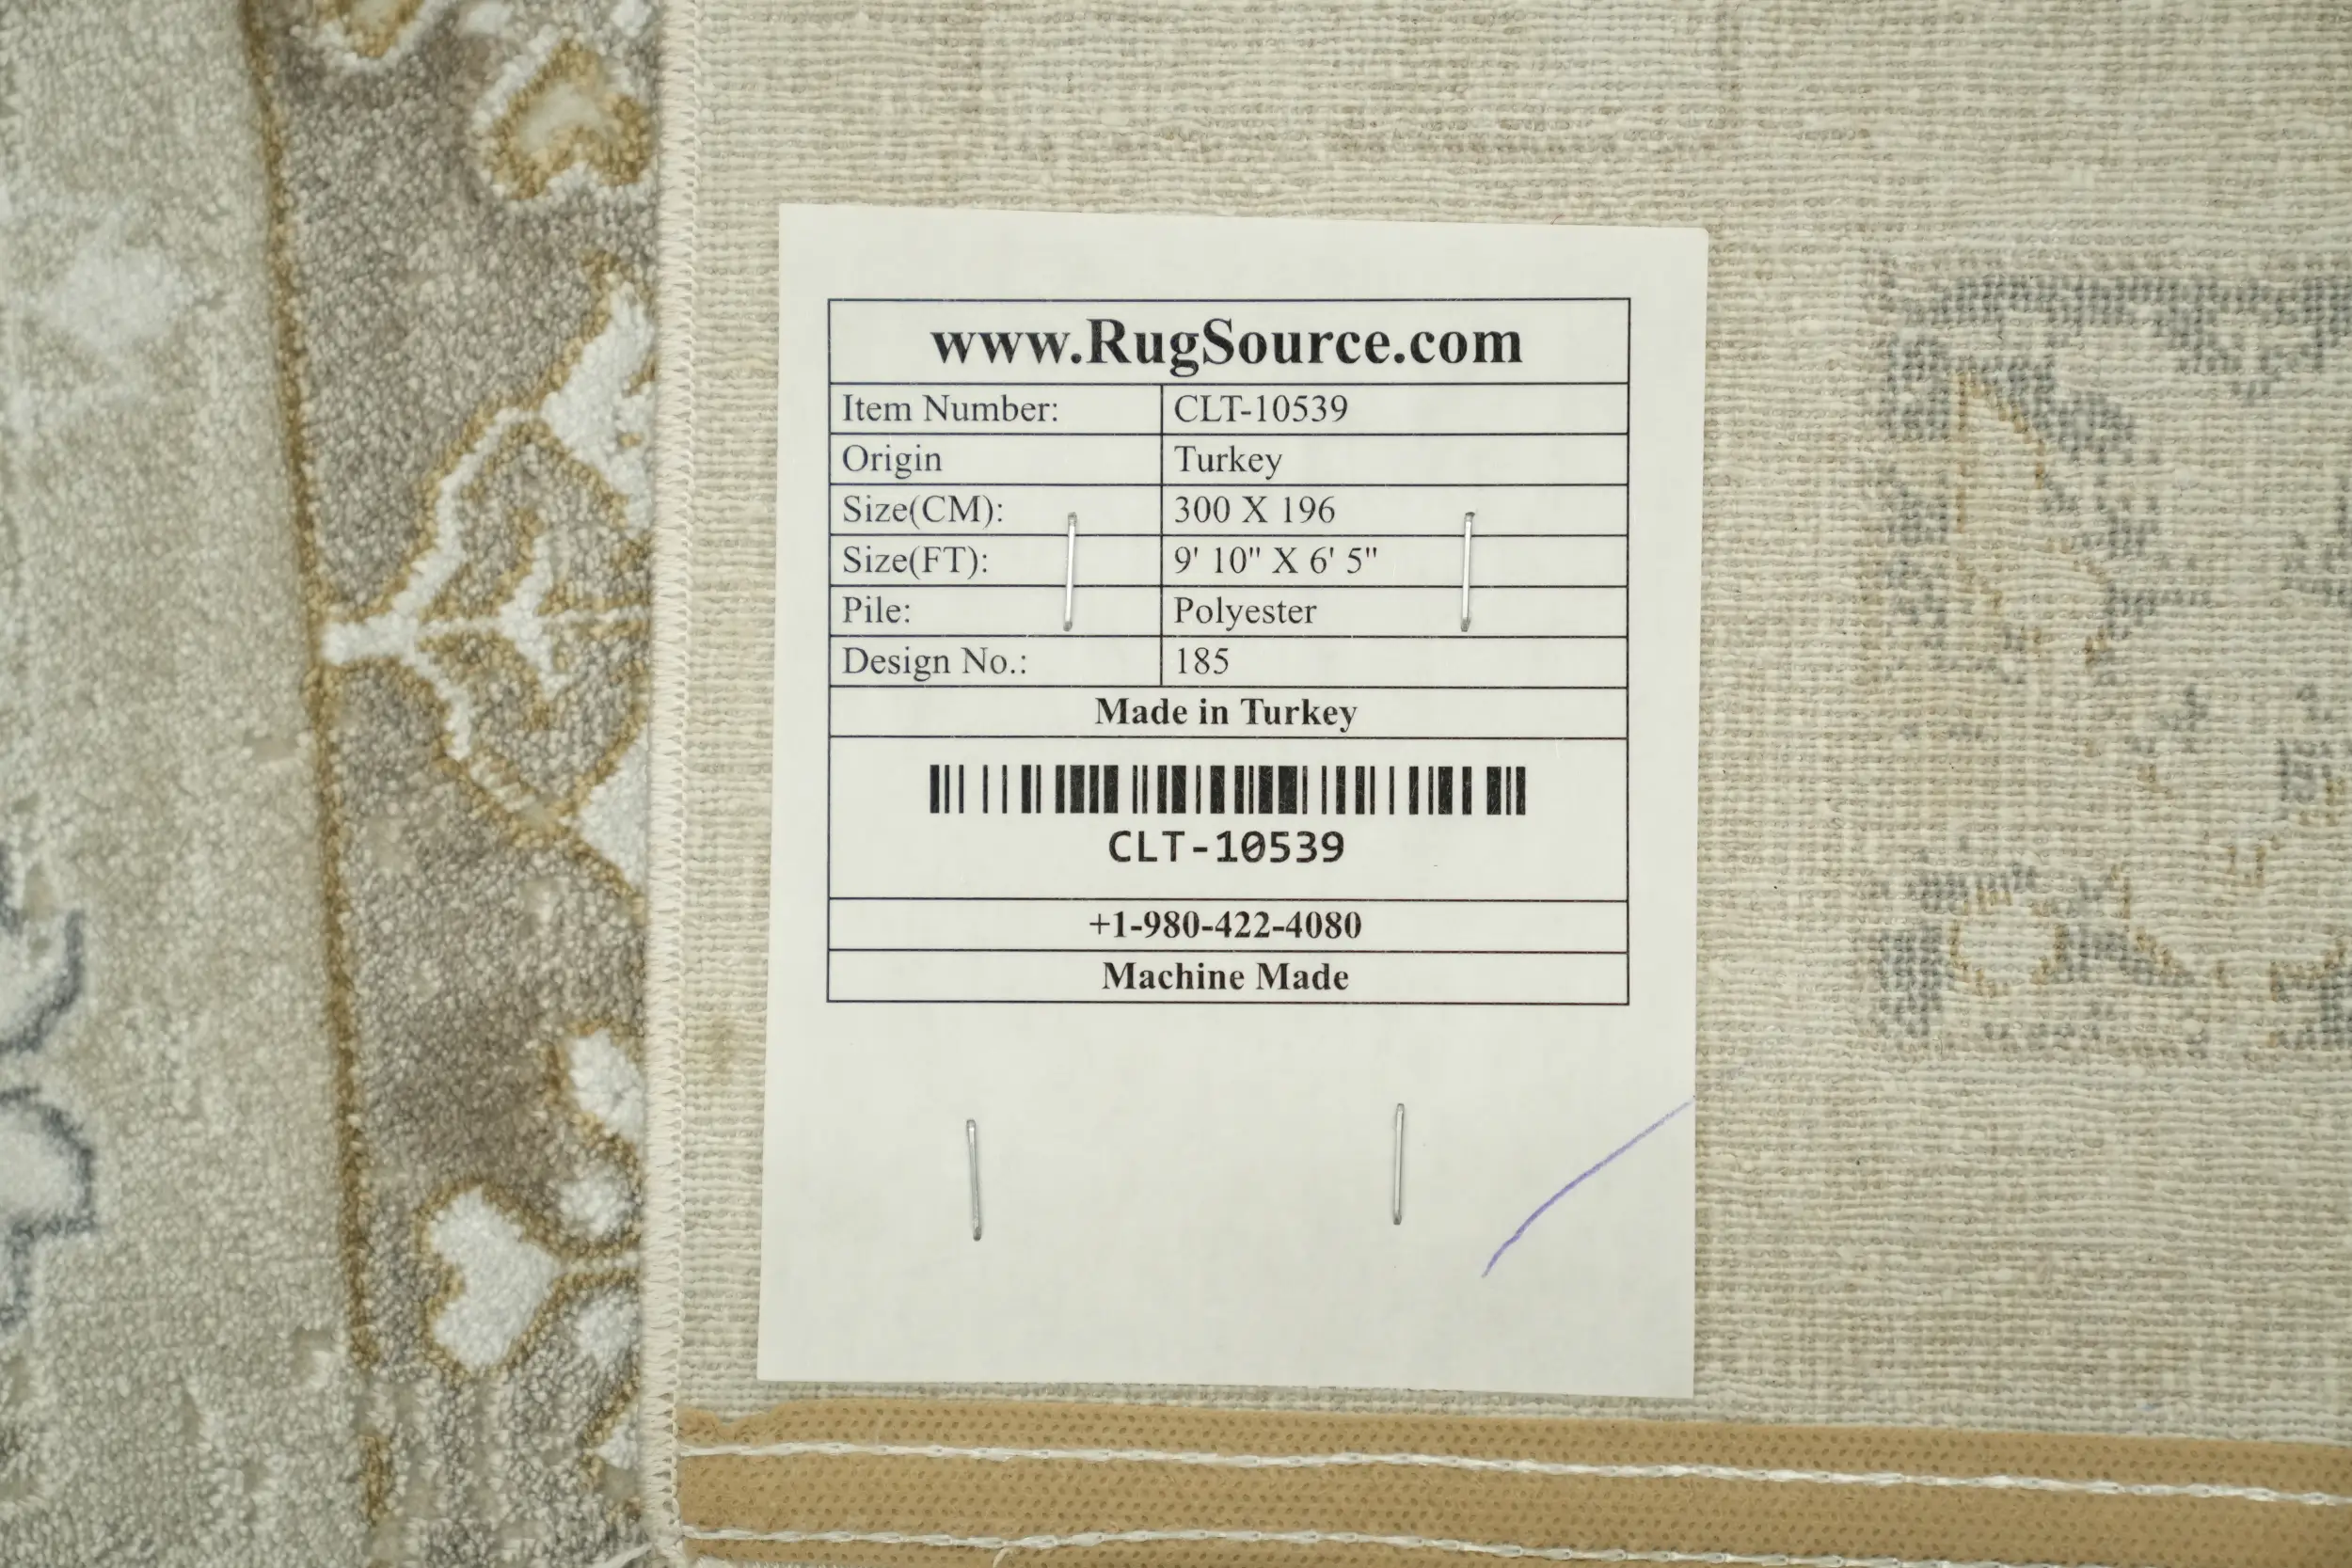 www.RugSource.com
Item Number: CLT-10539
Origin Turkey
Size(CM): 300 X 196
Size(FT): 9' 10" X 6' 5"
Pile: Polyester
Design No.: 185
Made in Turkey
CLT-10539
+1-980-422-4080
Machine Made